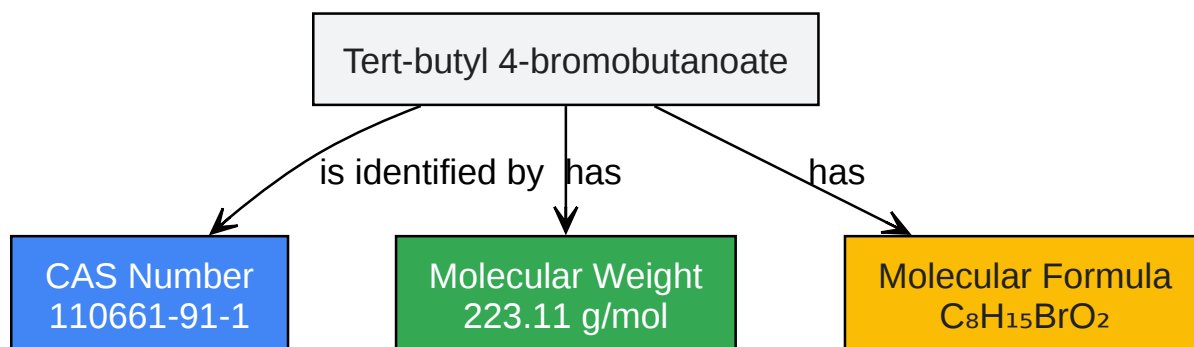 Tert-butyl 4-bromobutanoate
is identified by
has
has
CAS Number
110661-91-1
Molecular Weight
223.11 g/mol
Molecular Formula
C₈H₁₅BrO₂